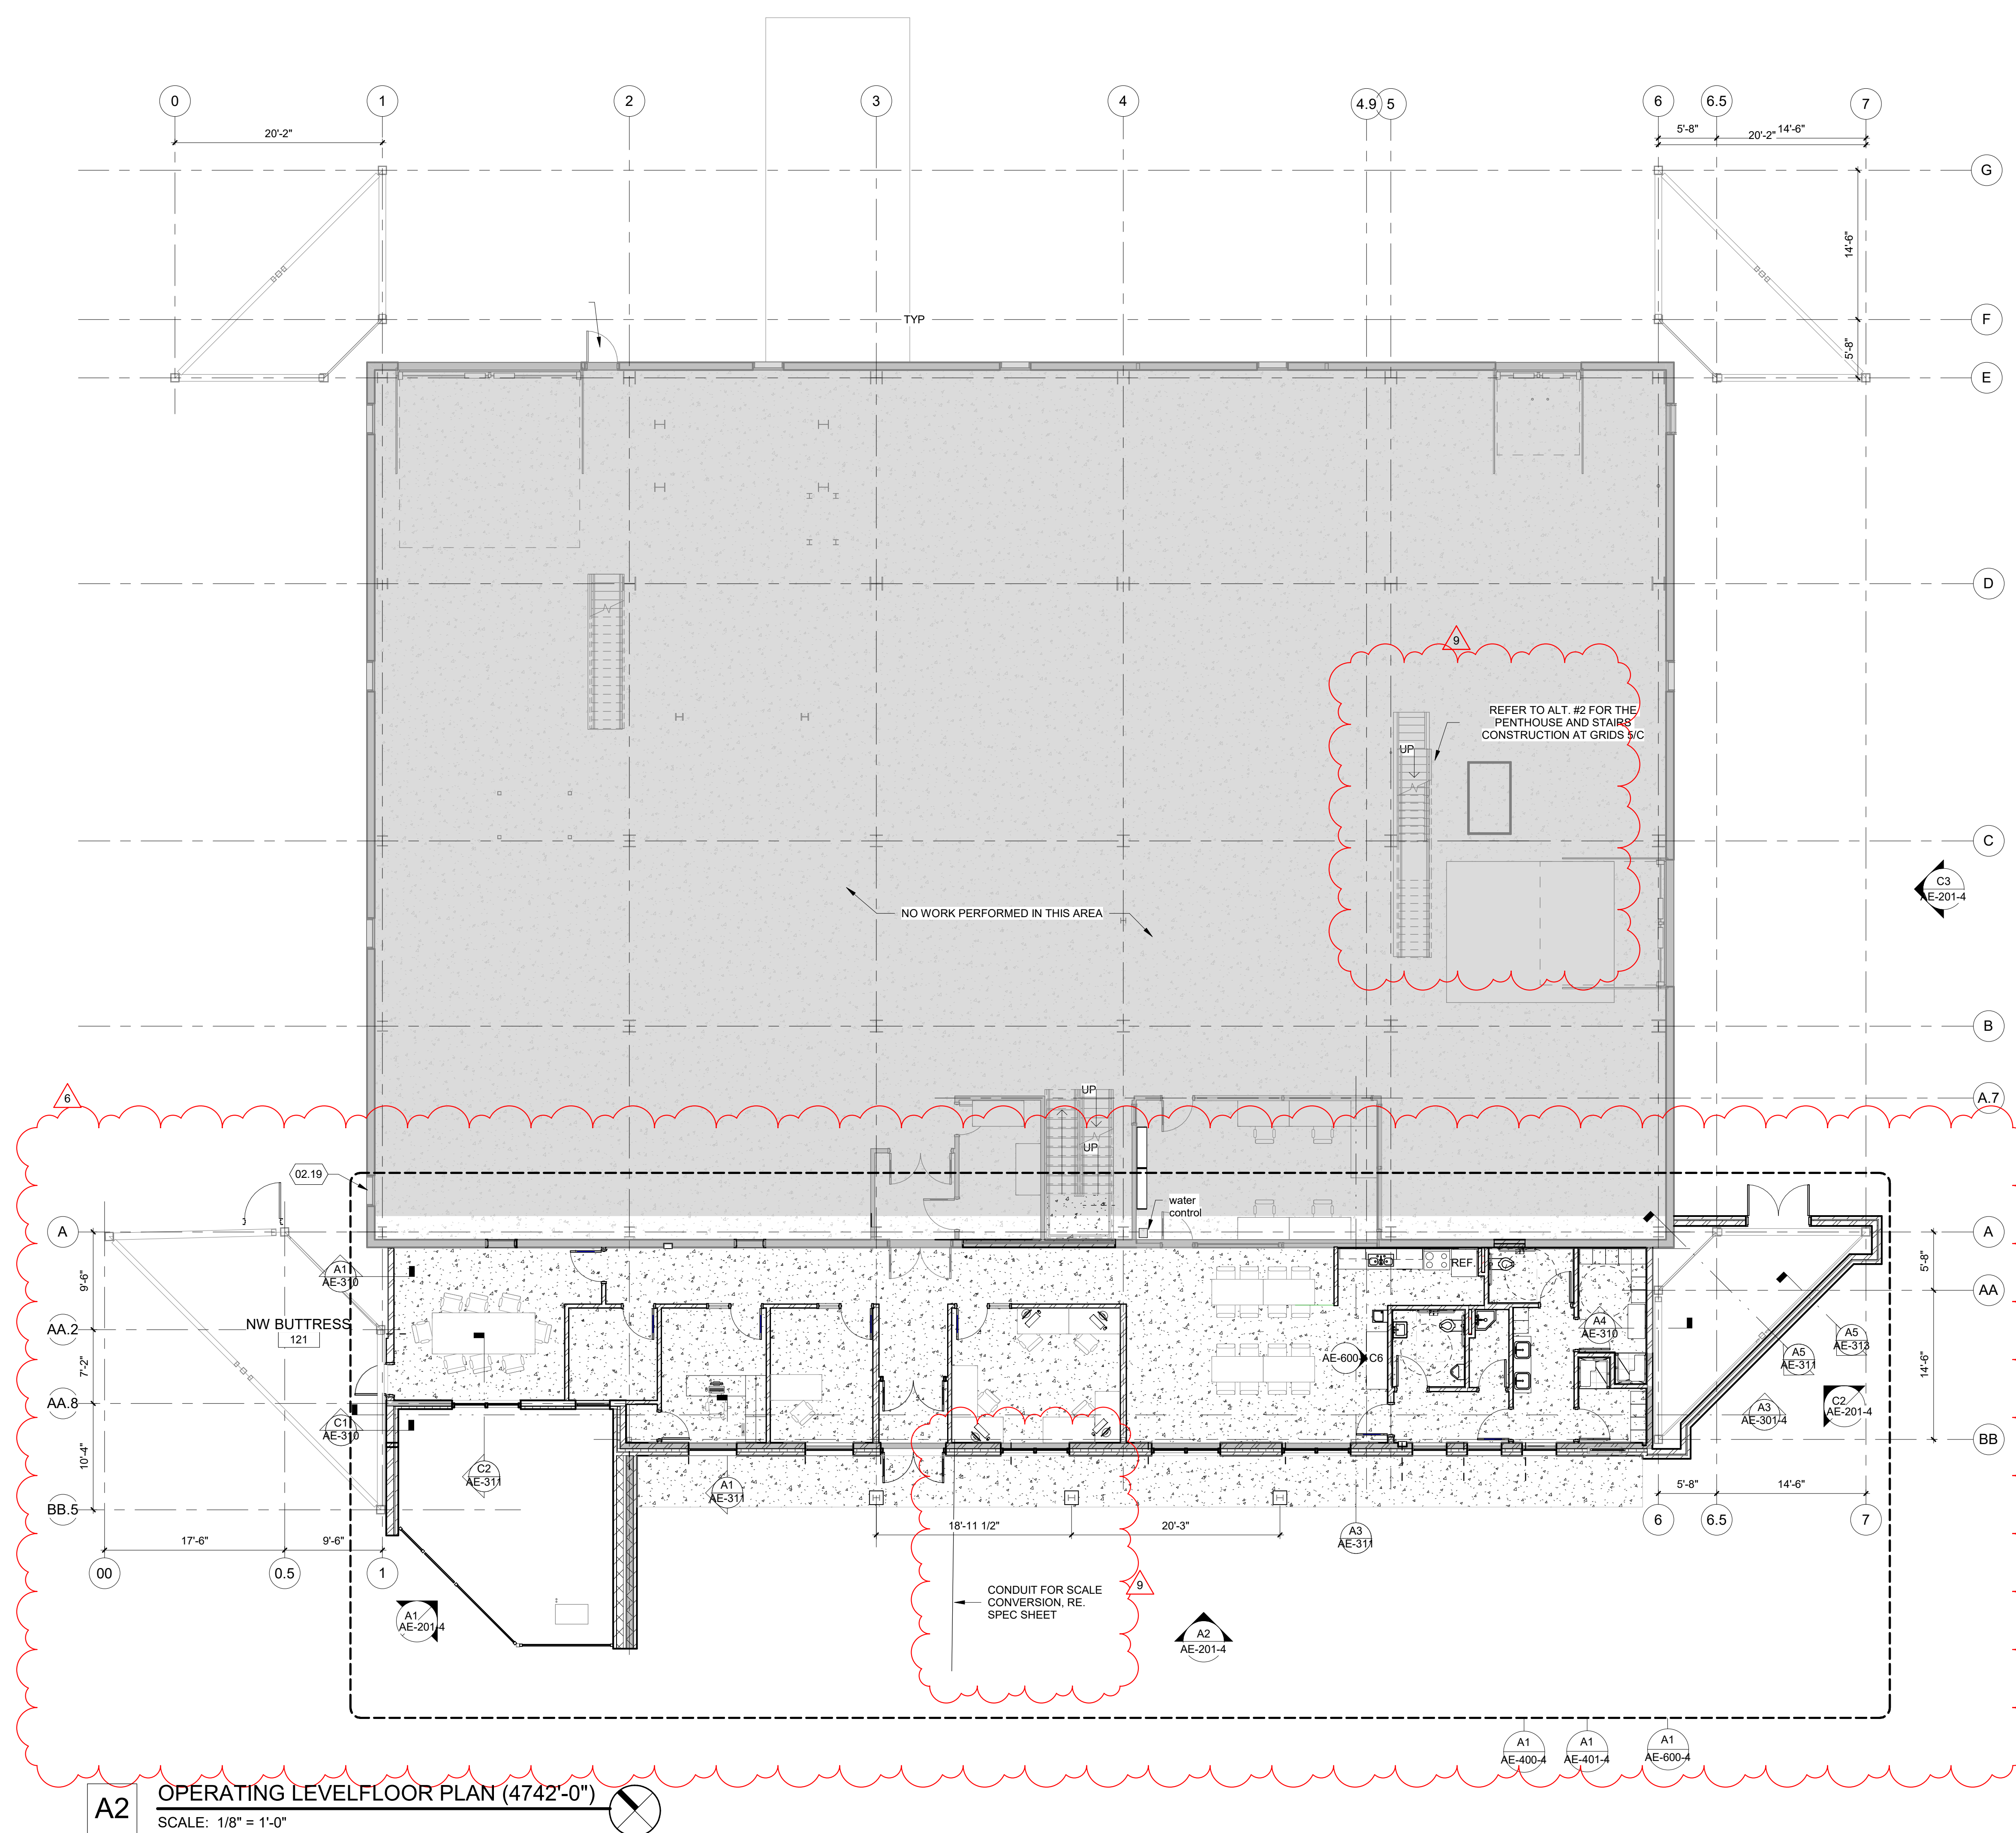 0
1
2
3
4
4.9
5
6
6.5
7
20'-2"
5'-8"
20'-2"
14'-6"
G
14'-6"
F
TYP
5'-8"
E
D
9
REFER TO ALT. #2 FOR THE
PENTHOUSE AND STAIRS
CONSTRUCTION AT GRIDS 5/C
UP
C
C3
AE-201-4
NO WORK PERFORMED IN THIS AREA
B
6
UP
A.7
UP
02.19
water
control
A
A
5'-8"
A1
AE-310
REF.
9'-6"
AA
NW BUTTRESS
121
AA.2
A4
AE-310
A5
AE-313
AE-600-4
C6
A5
AE-311
7'-2"
14'-6"
AA.8
C1
AE-310
A3
AE-301-4
C2
AE-201-4
BB
10'-4"
C2
AE-311
A1
AE-311
5'-8"
14'-6"
BB.5
18'-11 1/2"
20'-3"
6
6.5
7
17'-6"
9'-6"
A3
AE-311
00
0.5
1
9
CONDUIT FOR SCALE
CONVERSION, RE.
SPEC SHEET
A1
AE-201-4
A2
AE-201-4
A1
AE-400-4
A1
AE-401-4
A1
AE-600-4
A2
OPERATING LEVELFLOOR PLAN (4742'-0")
SCALE: 1/8" = 1'-0"